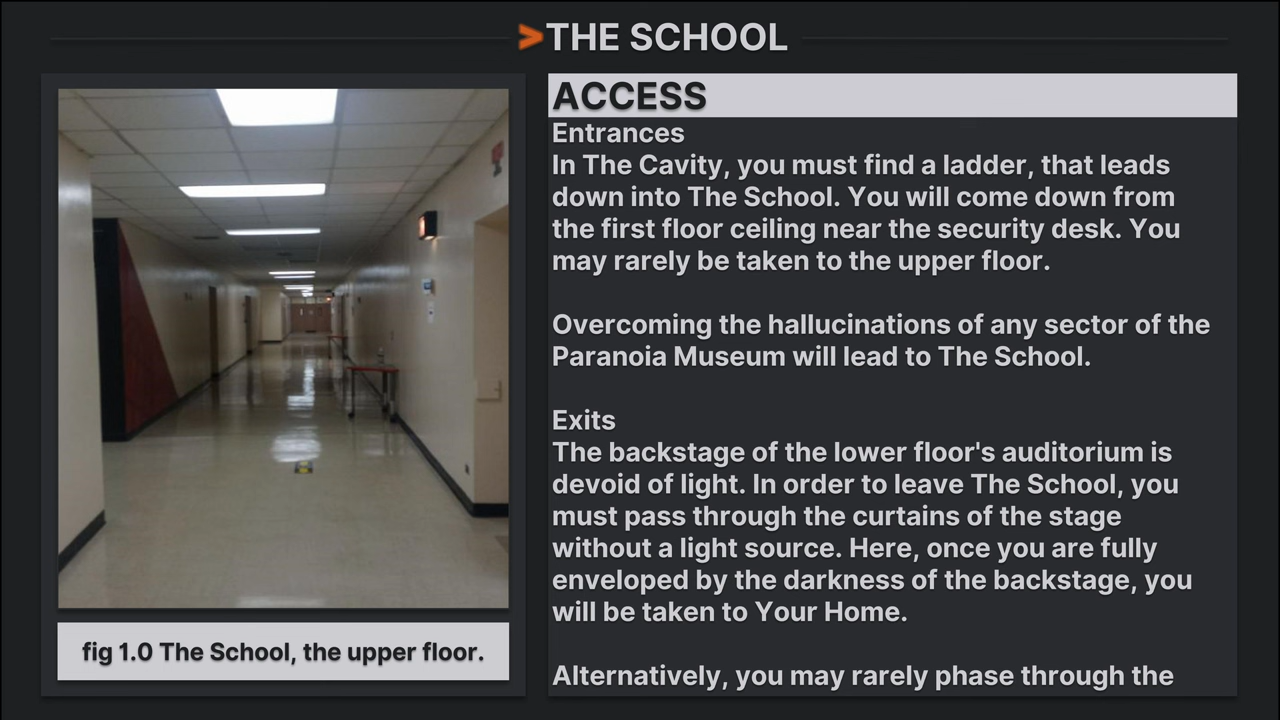 >THE SCHOOL
ACCESS
Entrances
In The Cavity, you must find a ladder, that leads
down into The School. You will come down from
the first floor ceiling near the security desk. You
may rarely be taken to the upper floor.
Overcoming the hallucinations of any sector of the
Paranoia Museum will lead to The School.
Exits
The backstage of the lower floor's auditorium is
devoid of light. In order to leave The School, you
must pass through the curtains of the stage
without a light source. Here, once you are fully
enveloped by the darkness of the backstage, you
will be taken to Your Home.
Alternatively, you may rarely phase through the
fig 1.0 The School, the upper floor.